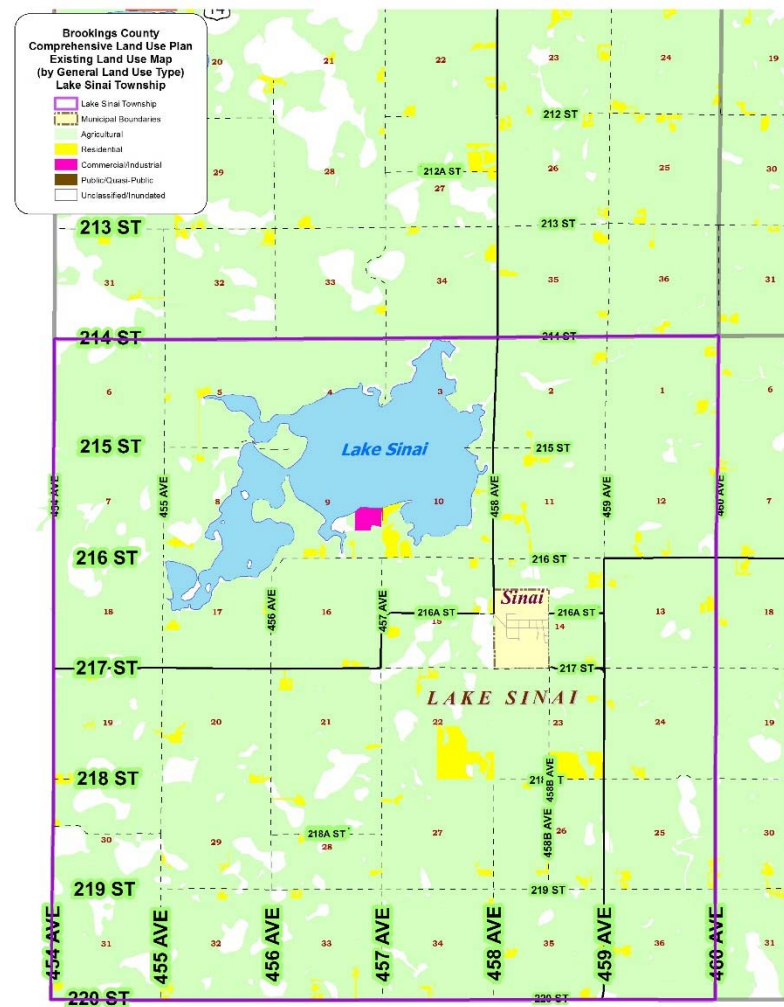 14
Brookings County
Comprehensive Land Use Plan
Existing Land Use Map
(by General Land Use Type)
Lake Sinai Township
Lake Sinai Township
Municipal Boundaries
Agricultural
Residential
Commercial/Industrial
Public/Quasi-Public
Unclassified/Inundated
20 21 22 23 24 19
212 ST
29 28 27 26 25 30
212A ST
213 ST 213 ST
31 32 33 34 35 36 31
214 ST 214 ST
6 5 4 3 2 1 6
215 ST Lake Sinai 215 ST
454 AVE 455 AVE 458 AVE 459 AVE 460 AVE
7 8 9 10 11 12 7
216 ST 216 ST
Sinai
456 AVE 457 AVE
216A ST 216A ST
18 17 16 15 14 13 18
217 ST 217 ST
LAKE SINAI
19 20 21 22 23 24 19
218 ST
458B AVE
218A ST
458B AVE
30 29 28 27 26 25 30
219 ST 219 ST
31 32 33 34 35 36 31
454 AVE 455 AVE 456 AVE 457 AVE 458 AVE 459 AVE 460 AVE
220 ST 220 ST